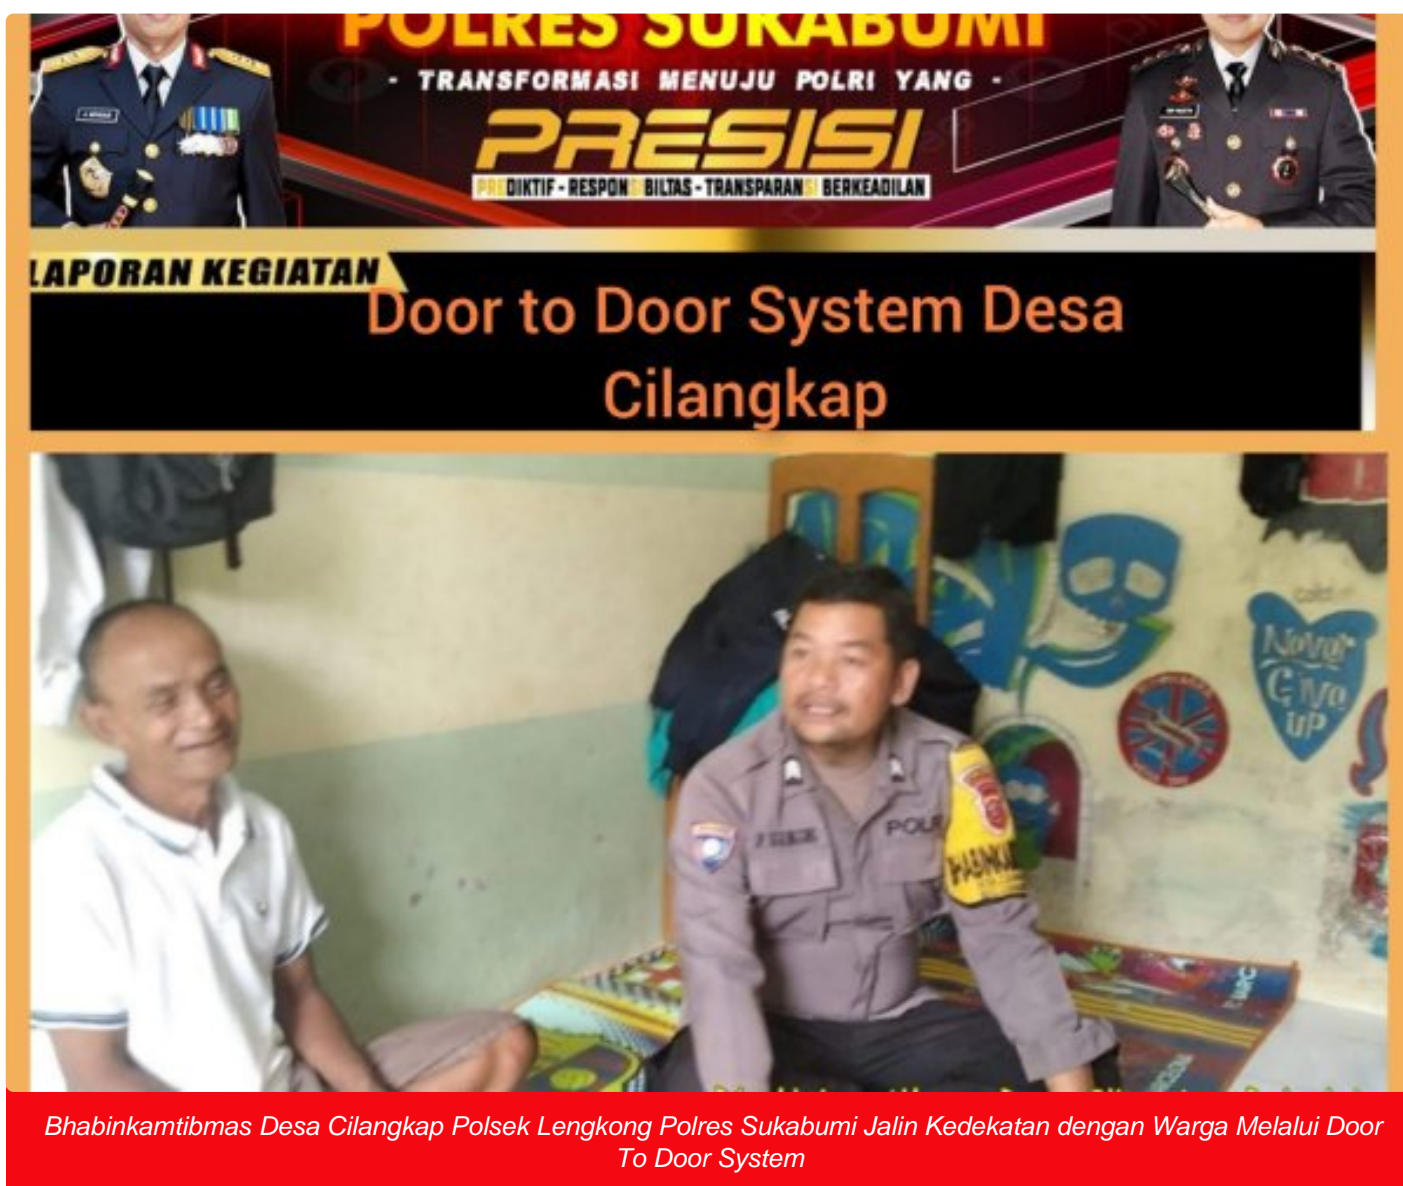 POLRES SUKABUMI
- TRANSFORMASI MENUJU POLRI YANG -
PRESISI
PREDIKTIF - RESPONSIBILTAS - TRANSPARANSI BERKEADILAN
LAPORAN KEGIATAN
Door to Door System Desa
Cilangkap
Never
Give
UP
POLRI
Bhabinkamtibmas Desa Cilangkap Polsek Lengkong Polres Sukabumi Jalin Kedekatan dengan Warga Melalui Door
To Door System